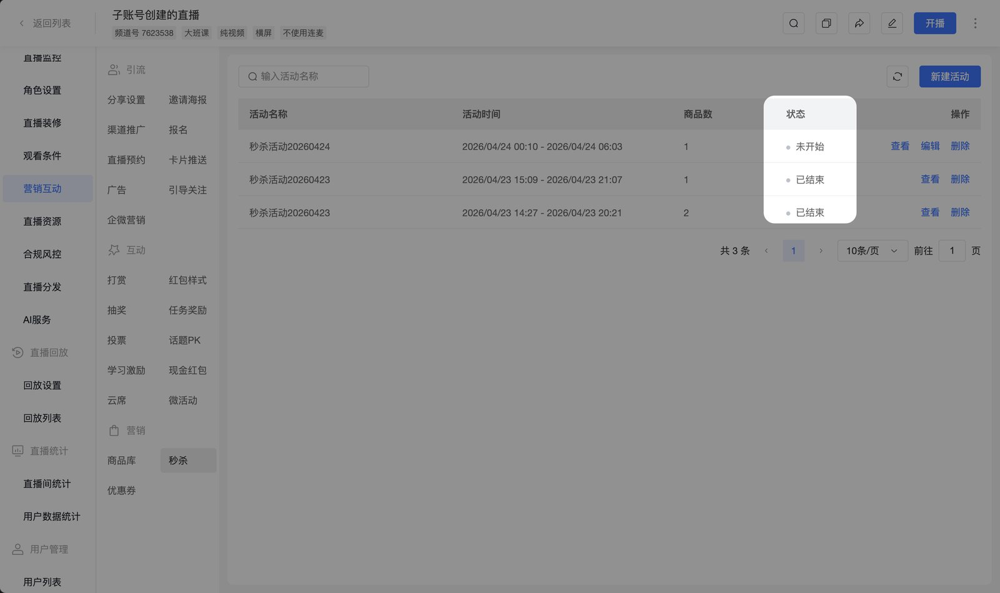 返回列表
子账号创建的直播
频道号 7623538 大班课 纯视频 横屏 不使用连麦
开播
直播监控
角色设置
直播装修
观看条件
营销互动
直播资源
合规风控
直播分发
AI服务
直播回放
回放设置
回放列表
直播统计
直播间统计
用户数据统计
用户管理
用户列表
引流
分享设置 邀请海报
渠道推广 报名
直播预约 卡片推送
广告 引导关注
企微营销
互动
打赏 红包样式
抽奖 任务奖励
投票 话题PK
学习激励 现金红包
云席 微活动
营销
商品库 秒杀
优惠券
输入活动名称
新建活动
活动名称 活动时间 商品数 状态 操作
秒杀活动20260424 2026/04/24 00:10 - 2026/04/24 06:03 1 未开始 查看 编辑 删除
秒杀活动20260423 2026/04/23 15:09 - 2026/04/23 21:07 1 已结束 查看 删除
秒杀活动20260423 2026/04/23 14:27 - 2026/04/23 20:21 2 已结束 查看 删除
共 3 条 1 10条/页 前往 1 页